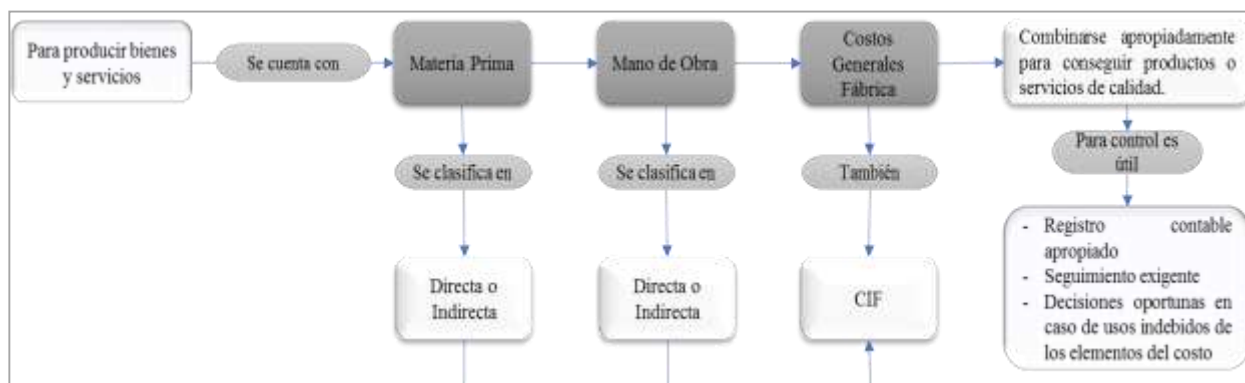 Para producir bienes
y servicios
Se cuenta con
Materia Prima
Mano de Obra
Costos
Generales
Fábrica
Combinarse apropiadamente
para conseguir productos o
servicios de calidad.
Se clasifica en
Se clasifica en
También
Para control es
útil
Directa o
Indirecta
Directa o
Indirecta
CIF
- Registro contable
apropiado
- Seguimiento exigente
- Decisiones oportunas en
caso de usos indebidos de
los elementos del costo